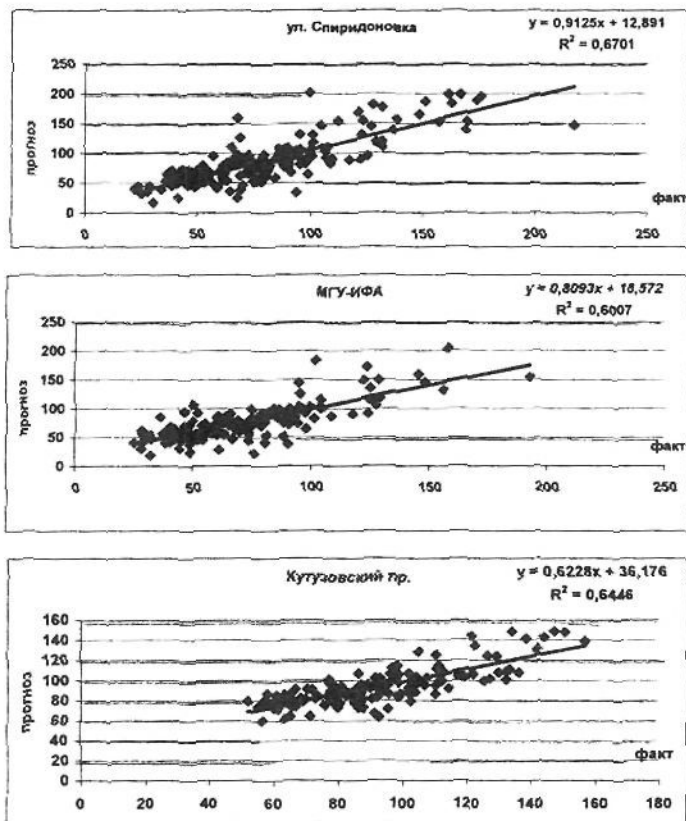 ул. Спиридоновка
y = 0,9125x + 12,891
R² = 0,6701
прогноз
250
200
150
100
50
0
факт
0 50 100 150 200 250
МГУ-ИФА
y = 0,8093x + 16,572
R² = 0,6007
прогноз
250
200
150
100
50
0
факт
0 50 100 150 200 250
Кутузовский пр.
y = 0,6228x + 36,176
R² = 0,6446
прогноз
160
140
120
100
80
60
40
20
0
факт
0 20 40 60 80 100 120 140 160 180